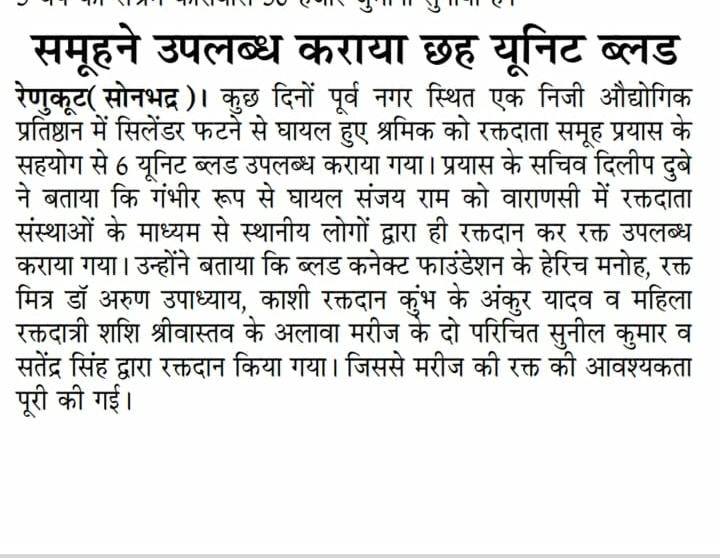 समूहने उपलब्ध कराया छह यूनिट ब्लड
रेणुकूट( सोनभद्र )। कुछ दिनों पूर्व नगर स्थित एक निजी औद्योगिक
प्रतिष्ठान में सिलेंडर फटने से घायल हुए श्रमिक को रक्तदाता समूह प्रयास के
सहयोग से 6 यूनिट ब्लड उपलब्ध कराया गया। प्रयास के सचिव दिलीप दुबे
ने बताया कि गंभीर रूप से घायल संजय राम को वाराणसी में रक्तदाता
संस्थाओं के माध्यम से स्थानीय लोगों द्वारा ही रक्तदान कर रक्त उपलब्ध
कराया गया। उन्होंने बताया कि ब्लड कनेक्ट फाउंडेशन के हेरिच मनोह, रक्त
मित्र डॉ अरुण उपाध्याय, काशी रक्तदान कुंभ के अंकुर यादव व महिला
रक्तदात्री शशि श्रीवास्तव के अलावा मरीज के दो परिचित सुनील कुमार व
सतेंद्र सिंह द्वारा रक्तदान किया गया। जिससे मरीज की रक्त की आवश्यकता
पूरी की गई।